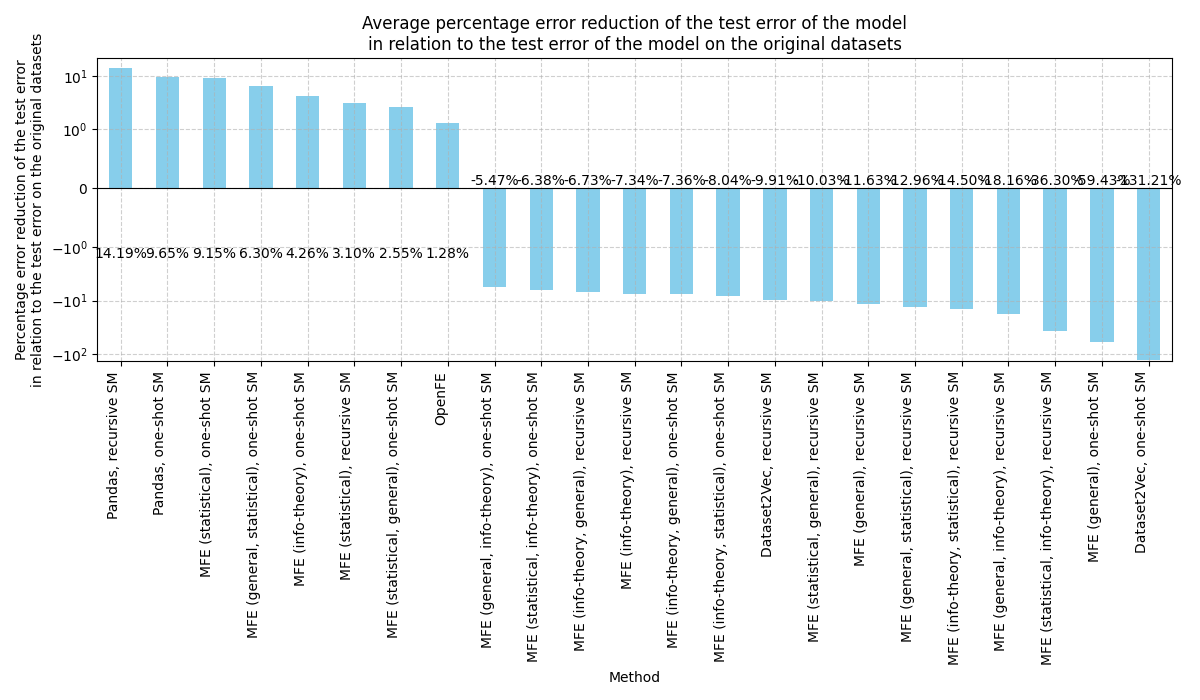 Average percentage error reduction of the test error of the model
in relation to the test error of the model on the original datasets
Percentage error reduction of the test error
in relation to the test error on the original datasets
10^1
10^0
0
−10^0
−10^1
−10^2
14.19%
9.65%
9.15%
6.30%
4.26%
3.10%
2.55%
1.28%
-5.47%
-6.38%
-6.73%
-7.34%
-7.36%
-8.04%
-9.91%
-10.03%
-11.63%
-12.96%
-14.50%
-18.16%
-36.30%
-59.43%
-131.21%
Pandas, recursive SM
Pandas, one-shot SM
MFE (statistical), one-shot SM
MFE (general, statistical), one-shot SM
MFE (info-theory), one-shot SM
MFE (statistical), recursive SM
MFE (statistical, general), one-shot SM
OpenFE
MFE (general, info-theory), one-shot SM
MFE (statistical, info-theory), one-shot SM
MFE (info-theory, general), recursive SM
MFE (info-theory), recursive SM
MFE (info-theory, general), one-shot SM
MFE (info-theory, statistical), one-shot SM
Dataset2Vec, recursive SM
MFE (statistical, general), recursive SM
MFE (general), recursive SM
MFE (general, statistical), recursive SM
MFE (info-theory, statistical), recursive SM
MFE (general, info-theory), recursive SM
MFE (statistical, info-theory), recursive SM
MFE (general), one-shot SM
Dataset2Vec, one-shot SM
Method